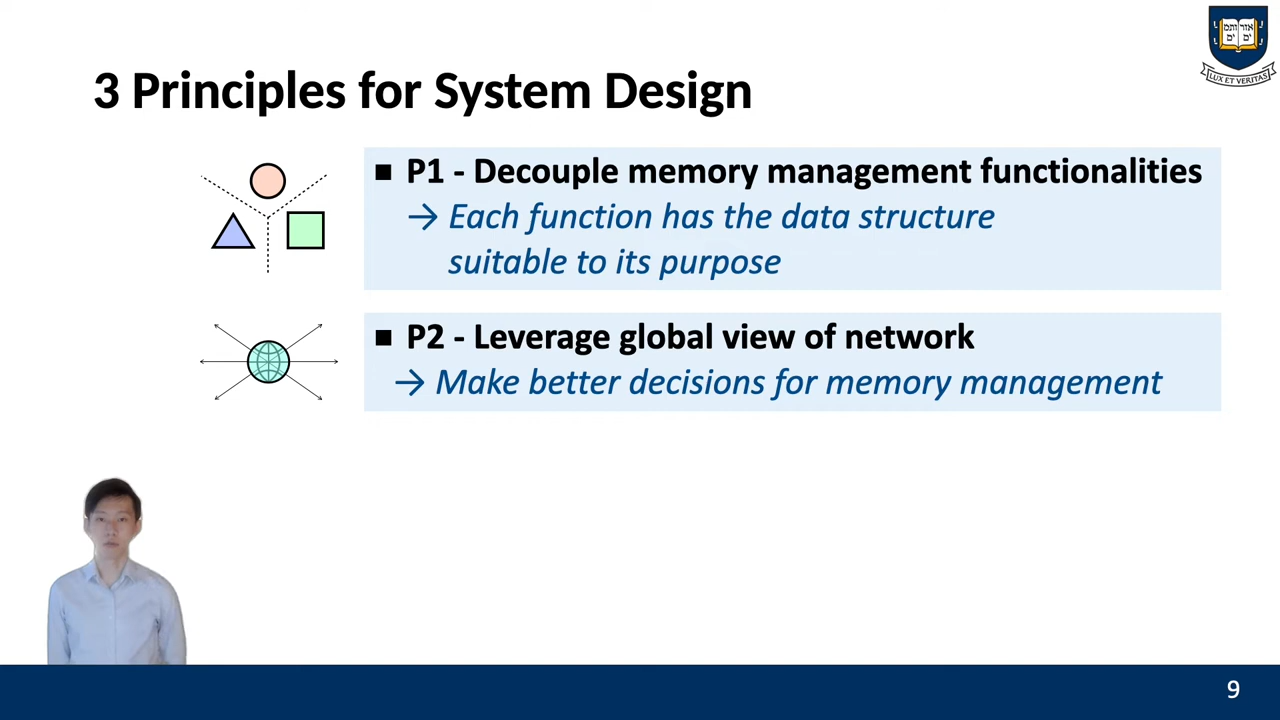 3 Principles for System Design
■ P1 - Decouple memory management functionalities
→ Each function has the data structure
suitable to its purpose
■ P2 - Leverage global view of network
→ Make better decisions for memory management
LUX ET VERITAS
9